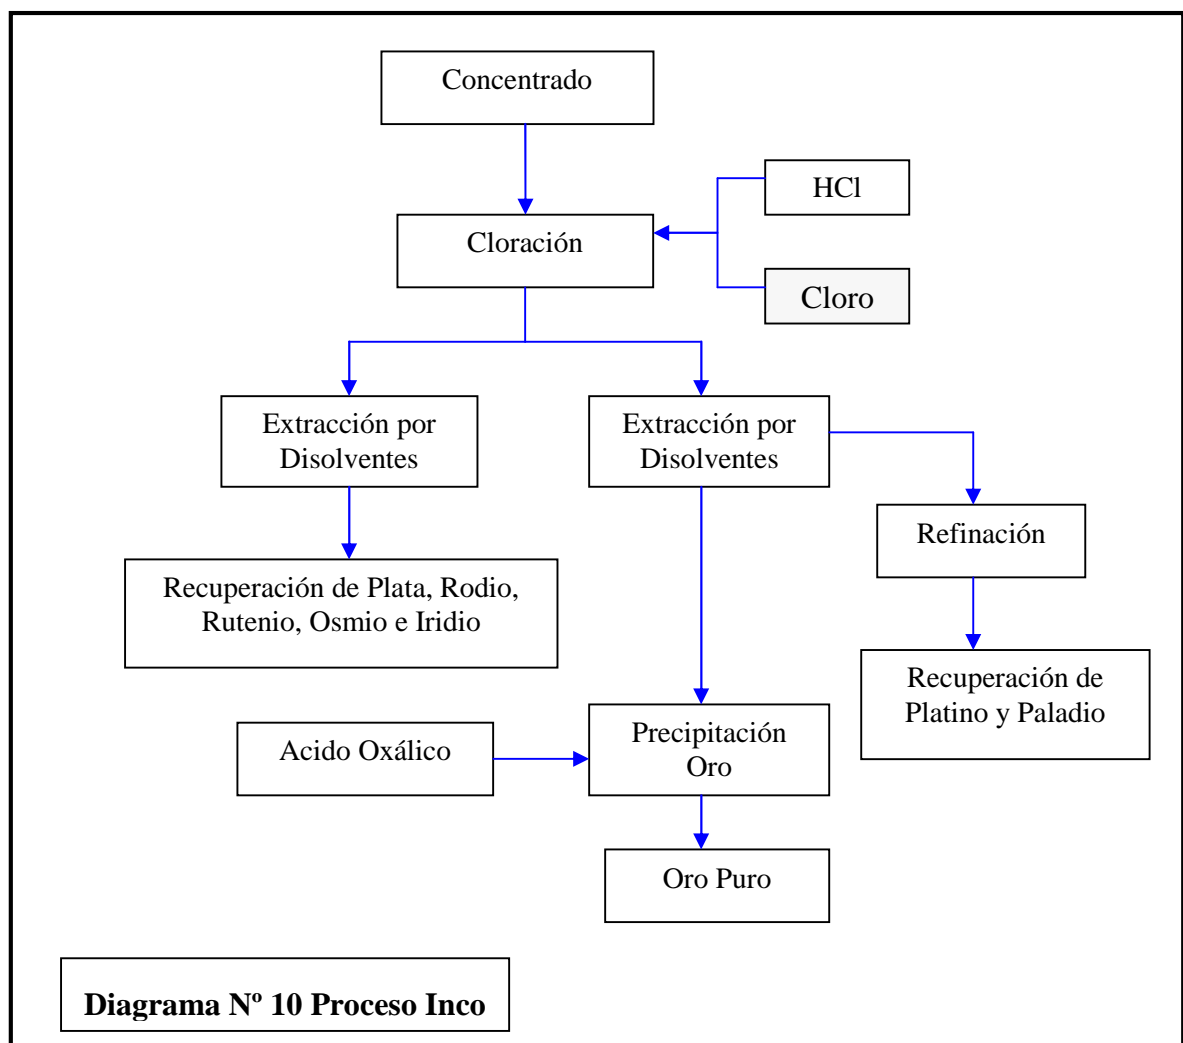 Concentrado
HCl
Cloración
Cloro
Extracción por
Disolventes
Extracción por
Disolventes
Refinación
Recuperación de Plata, Rodio,
Rutenio, Osmio e Iridio
Recuperación de
Platino y Paladio
Acido Oxálico
Precipitación
Oro
Oro Puro
Diagrama Nº 10 Proceso Inco